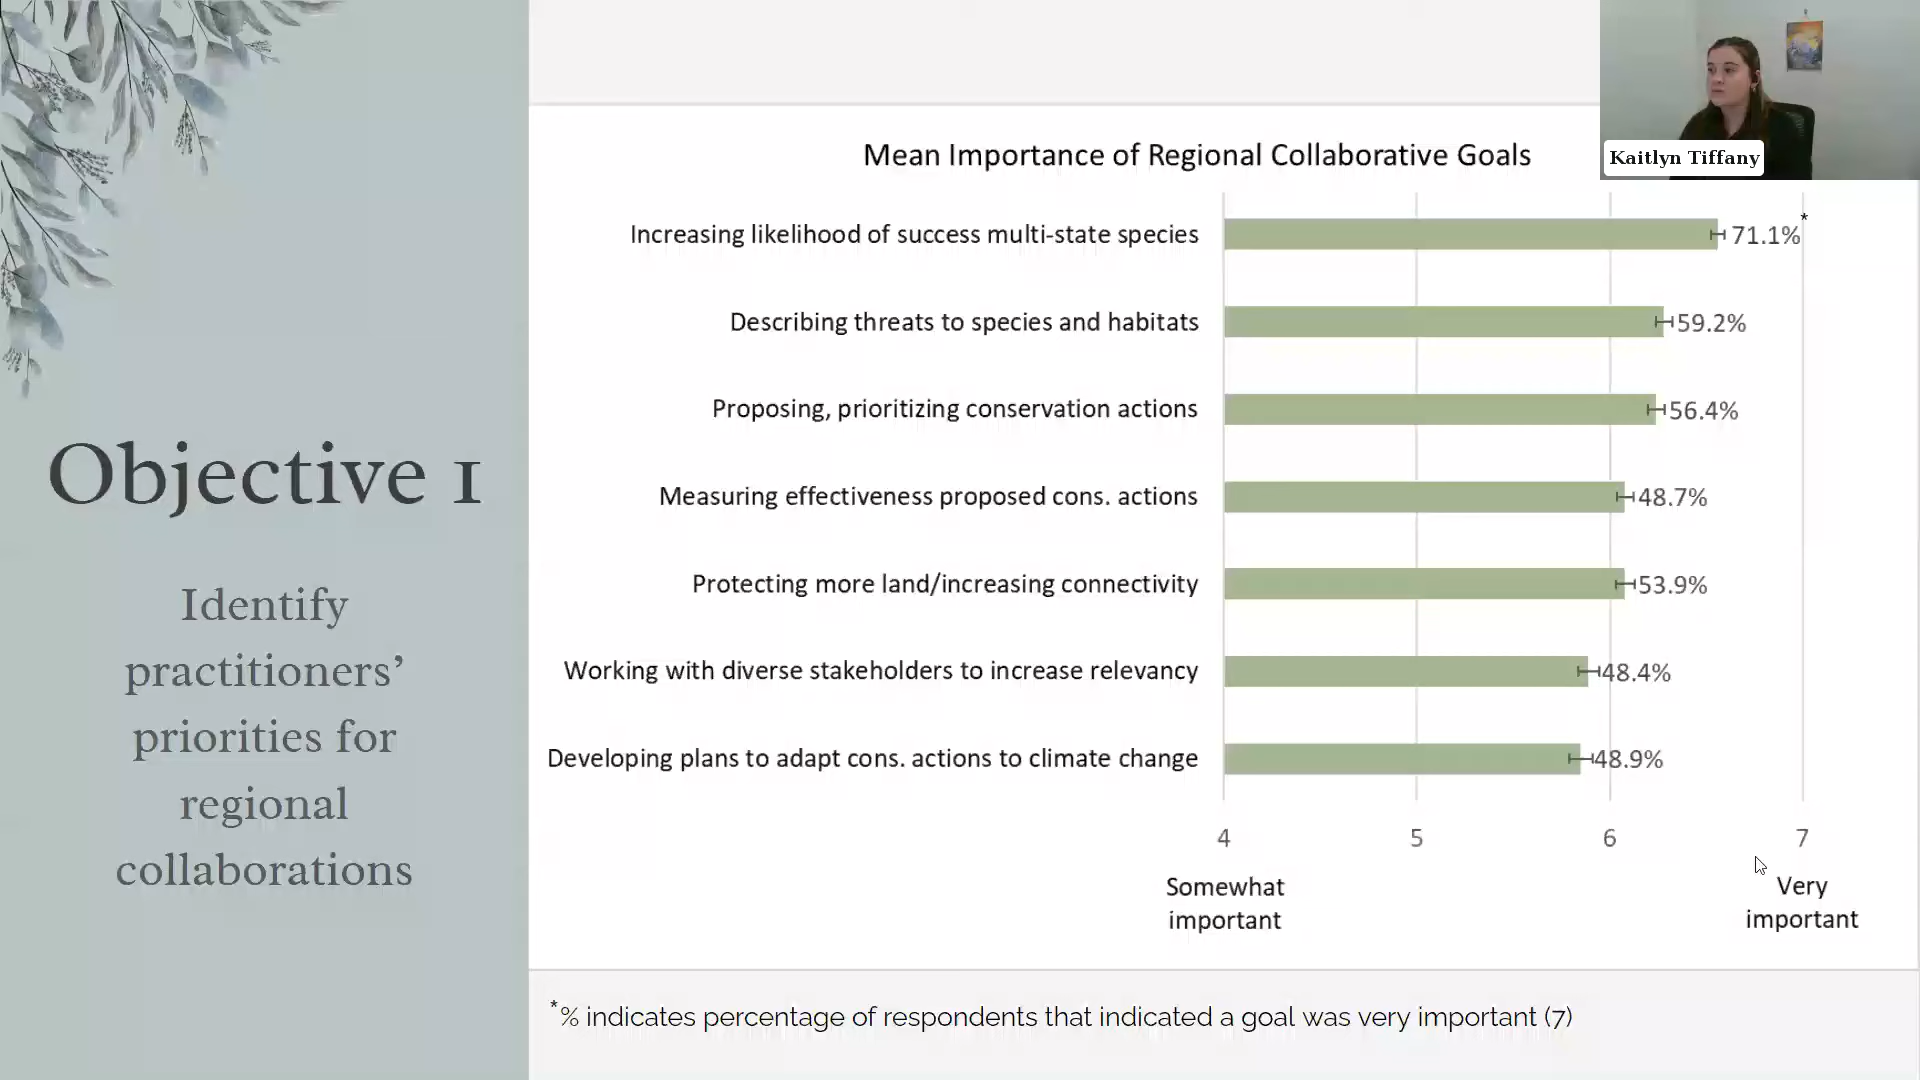 Objective 1
Identify
practitioners’
priorities for
regional
collaborations
Kaitlyn Tiffany
Mean Importance of Regional Collaborative Goals
Increasing likelihood of success multi-state species 71.1%*
Describing threats to species and habitats 59.2%
Proposing, prioritizing conservation actions 56.4%
Measuring effectiveness proposed cons. actions 48.7%
Protecting more land/increasing connectivity 53.9%
Working with diverse stakeholders to increase relevancy 48.4%
Developing plans to adapt cons. actions to climate change 48.9%
4 5 6 7
Somewhat
important
Very
important
*% indicates percentage of respondents that indicated a goal was very important (7)